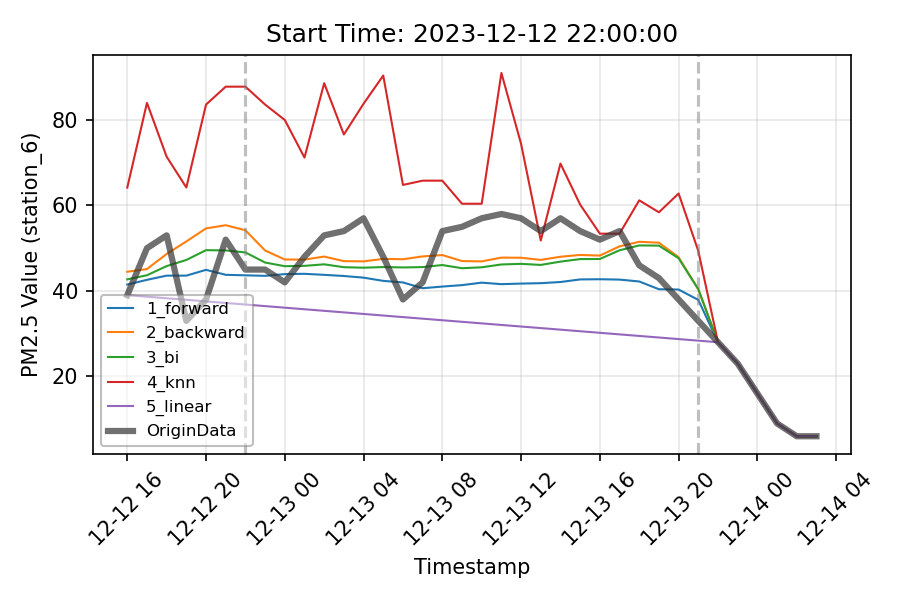 Start Time: 2023-12-12 22:00:00
PM2.5 Value (station_6)
80
60
40
20
1_forward
2_backward
3_bi
4_knn
5_linear
OriginData
12-12 16
12-12 20
12-13 00
12-13 04
12-13 08
12-13 12
12-13 16
12-13 20
12-14 00
12-14 04
Timestamp